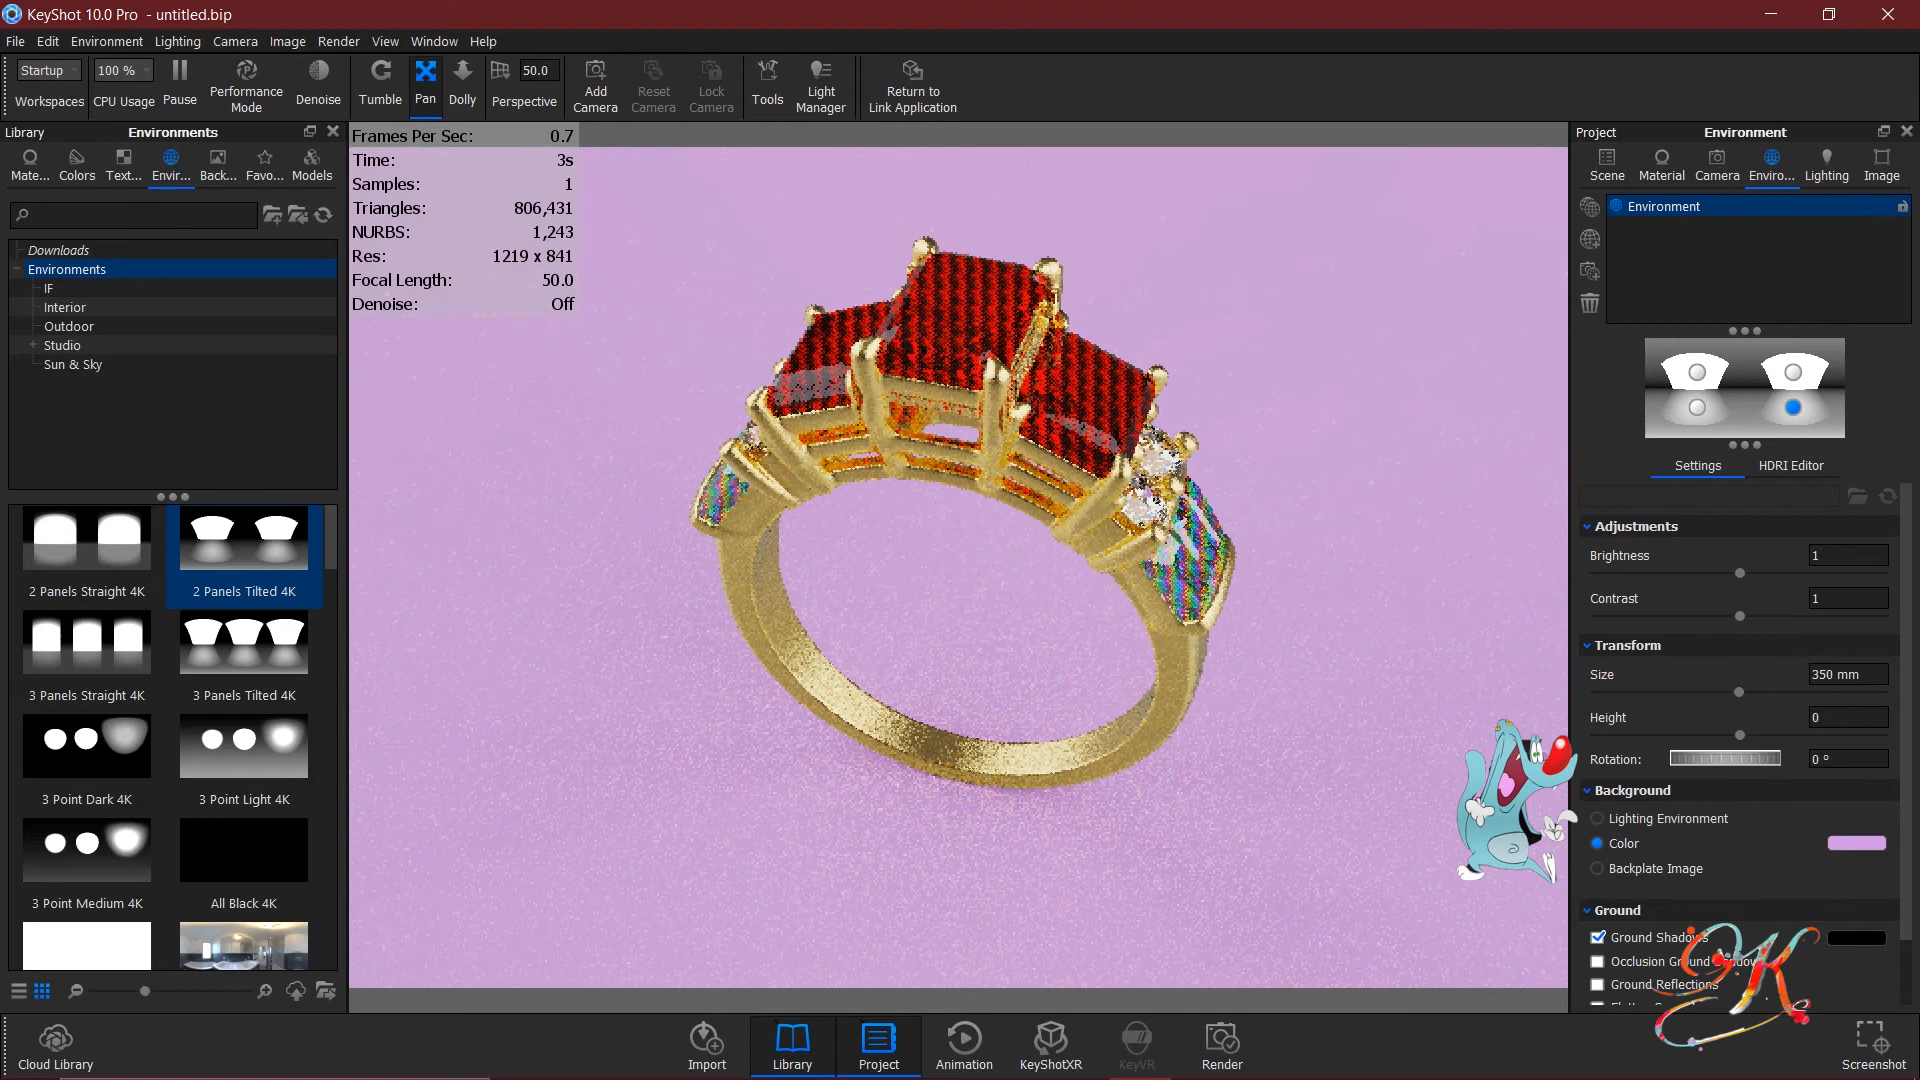 KeyShot 10.0 Pro - untitled.bip
File Edit Environment Lighting Camera Image Render View Window Help
Startup
Workspaces
100 %
CPU Usage
Pause
Performance
Mode
Denoise
Tumble
Pan
Dolly
50.0
Perspective
Add
Camera
Reset
Camera
Lock
Camera
Tools
Light
Manager
Return to
Link Application
Library
Environments
Mate... Colors Text... Envir... Back... Favo... Models
Downloads
Environments
IF
Interior
Outdoor
Studio
Sun & Sky
2 Panels Straight 4K
2 Panels Tilted 4K
3 Panels Straight 4K
3 Panels Tilted 4K
3 Point Dark 4K
3 Point Light 4K
3 Point Medium 4K
All Black 4K
Frames Per Sec: 0.7
Time: 3s
Samples: 1
Triangles: 806,431
NURBS: 1,243
Res: 1219 x 841
Focal Length: 50.0
Denoise: Off
Project
Environment
Scene Material Camera Enviro... Lighting Image
Environment
Settings
HDRI Editor
Adjustments
Brightness 1
Contrast 1
Transform
Size 350 mm
Height 0
Rotation: 0 °
Background
Lighting Environment
Color
Backplate Image
Ground
Ground Shadows
Occlusion Ground Shadows
Ground Reflections
Cloud Library
Import
Library
Project
Animation
KeyShotXR
KeyVR
Render
Screenshot